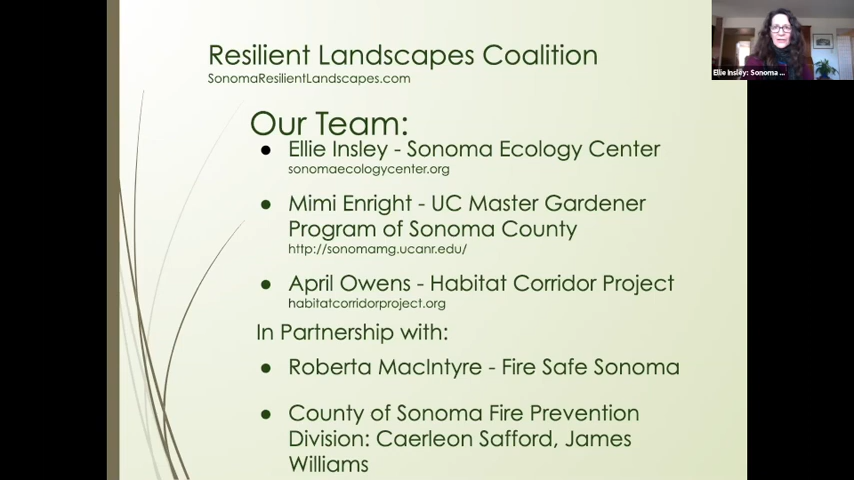 Resilient Landscapes Coalition
SonomaResilientLandscapes.com
Our Team:
● Ellie Insley - Sonoma Ecology Center
sonomaecologycenter.org
● Mimi Enright - UC Master Gardener
Program of Sonoma County
http://sonomamg.ucanr.edu/
● April Owens - Habitat Corridor Project
habitatcorridorproject.org
In Partnership with:
● Roberta MacIntyre - Fire Safe Sonoma
● County of Sonoma Fire Prevention
Division: Caerleon Safford, James
Williams
Ellie Insley: Sonoma ...